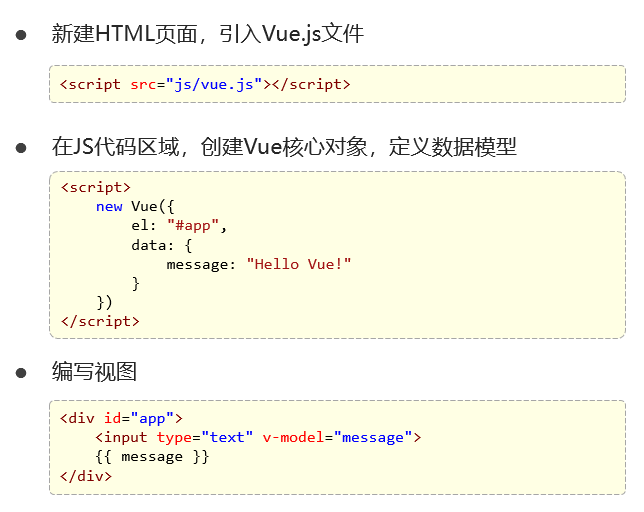 ● 新建HTML页面，引入Vue.js文件
<script src="js/vue.js"></script>
● 在JS代码区域，创建Vue核心对象，定义数据模型
<script>
    new Vue({
        el: "#app",
        data: {
            message: "Hello Vue!"
        }
    })
</script>
● 编写视图
<div id="app">
    <input type="text" v-model="message">
    {{ message }}
</div>